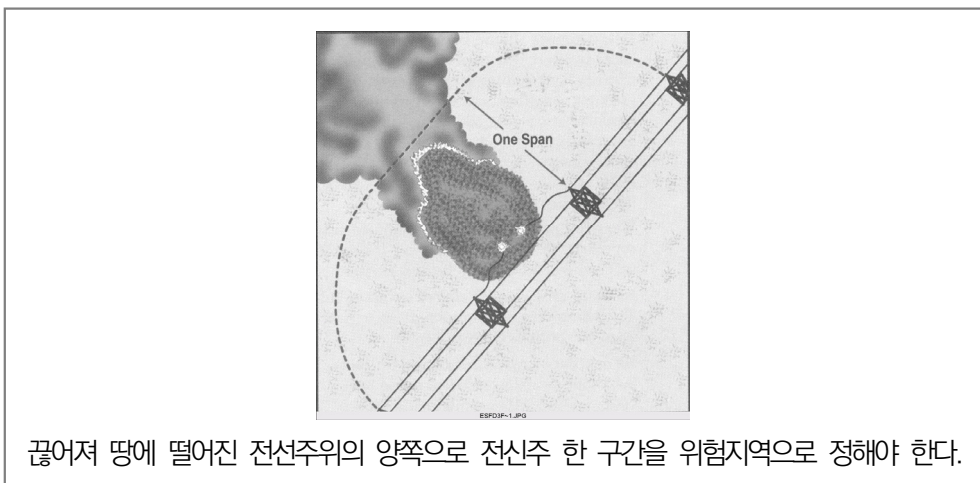 One Span
ESFD3F~1.JPG
끊어져 땅에 떨어진 전선주위의 양쪽으로 전신주 한 구간을 위험지역으로 정해야 한다.